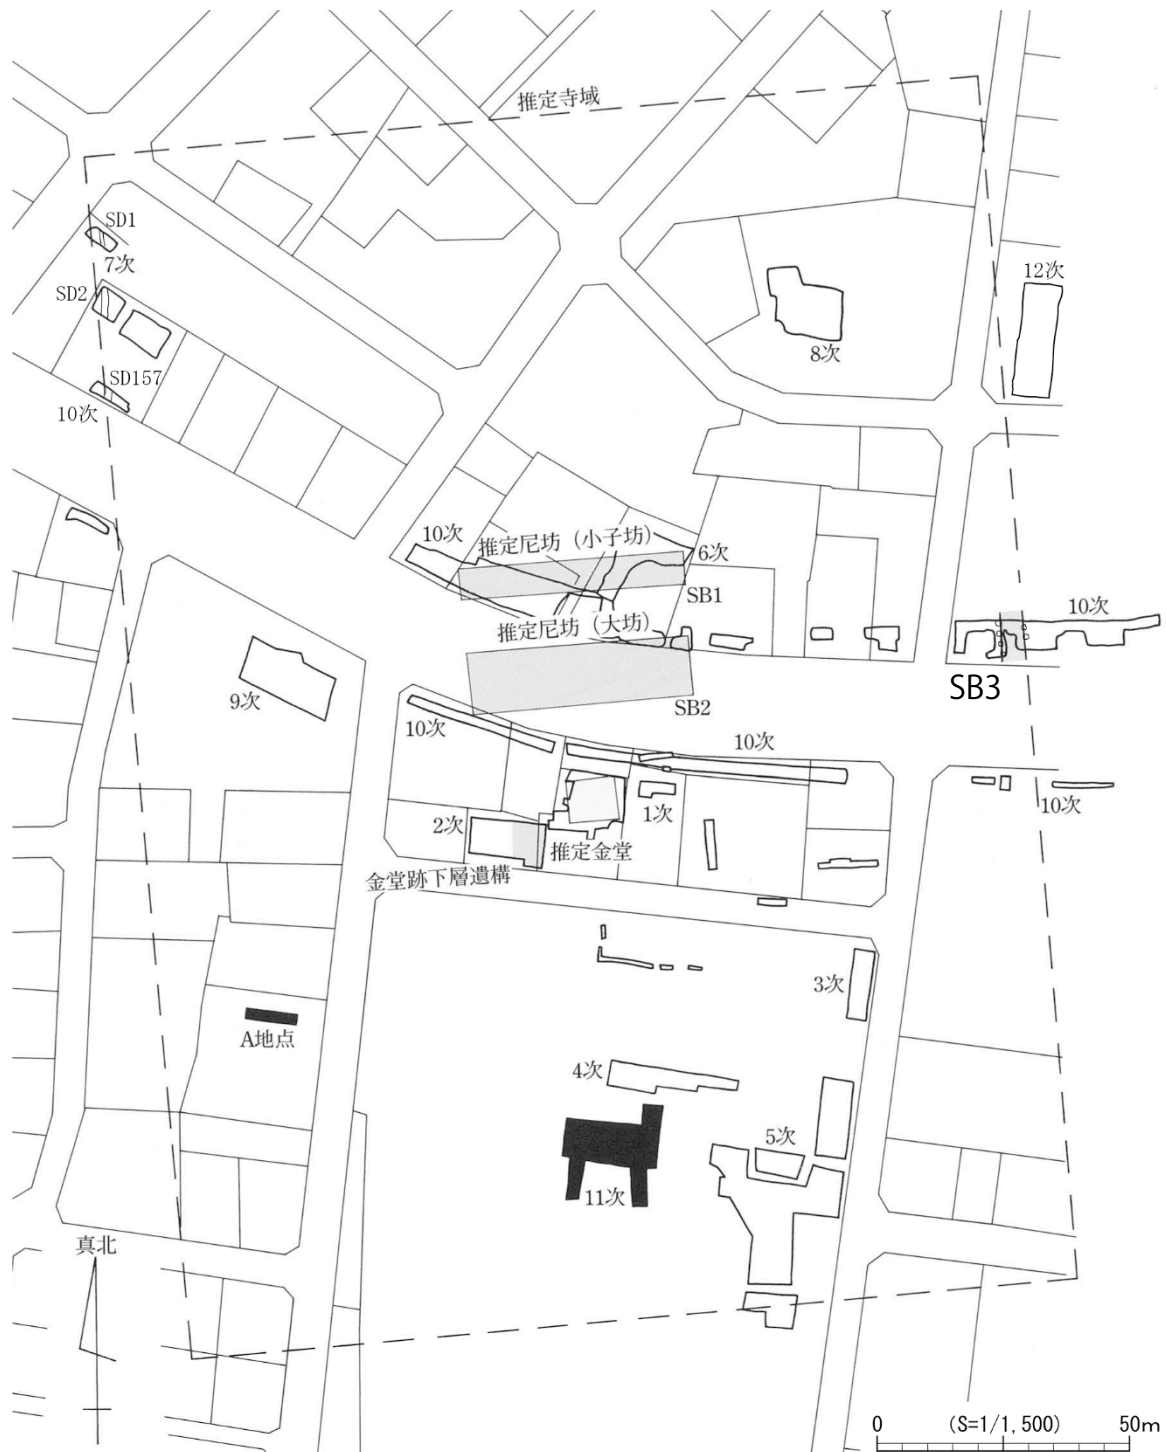 推定寺域
SD1
7次
SD2
SD157
10次
8次
12次
10次
推定尼坊（小子坊）
6次
SB1
推定尼坊（大坊）
10次
SB3
9次
SB2
10次
10次
10次
2次
1次
推定金堂
金堂跡下層遺構
3次
A地点
4次
5次
11次
真北
0 (S=1/1,500) 50m